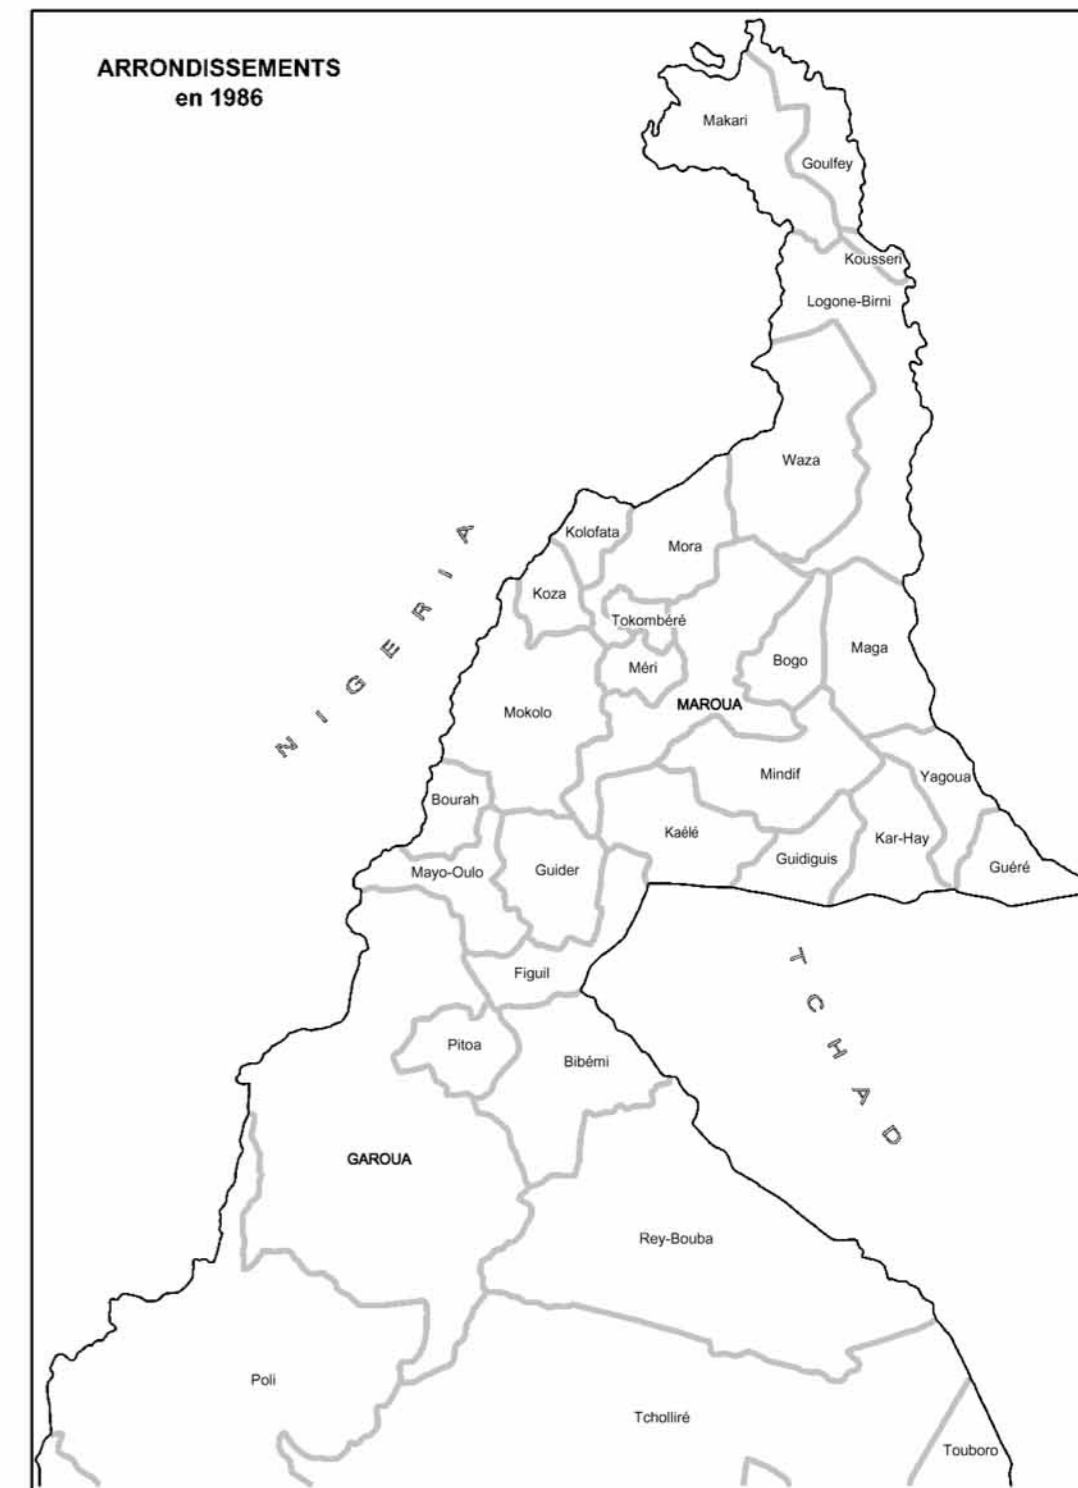 ARRONDISSEMENTS
en 1986
Makari
Goulfey
Kousseri
Logone-Birni
Waza
Kolofata
Mora
Koza
Tokombéré
Méri
Bogo
Maga
MAROUA
Mokolo
Mindif
Yagoua
Bourah
Kaélé
Guidiguis
Kar-Hay
Guéré
Mayo-Oulo
Guider
Figuil
Pitoa
Bibémi
GAROUA
Rey-Bouba
Poli
Tcholliré
Touboro
NIGERIA
TCHAD